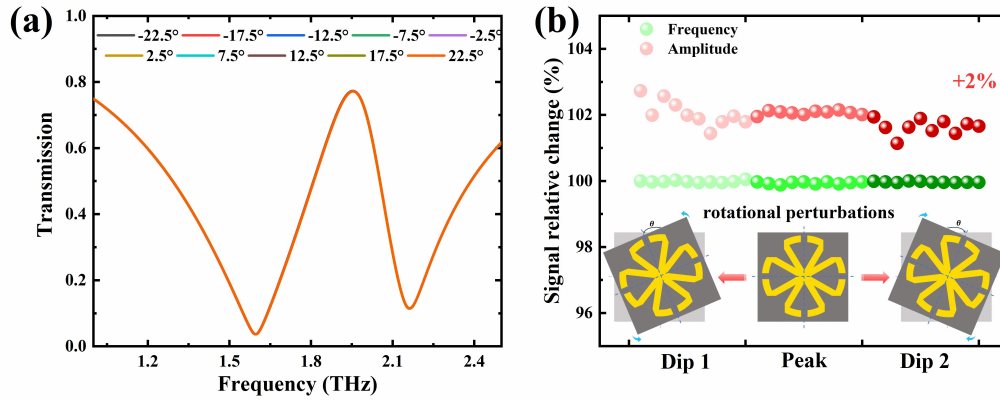 (a)
1.0
0.8
0.6
0.4
0.2
0.0
Transmission
-22.5° -17.5° -12.5° -7.5° -2.5°
2.5° 7.5° 12.5° 17.5° 22.5°
1.2 1.5 1.8 2.1 2.4
Frequency (THz)
(b)
104
102
100
98
96
Signal relative change (%)
Frequency
Amplitude
+2%
rotational perturbations
θ
θ
Dip 1 Peak Dip 2